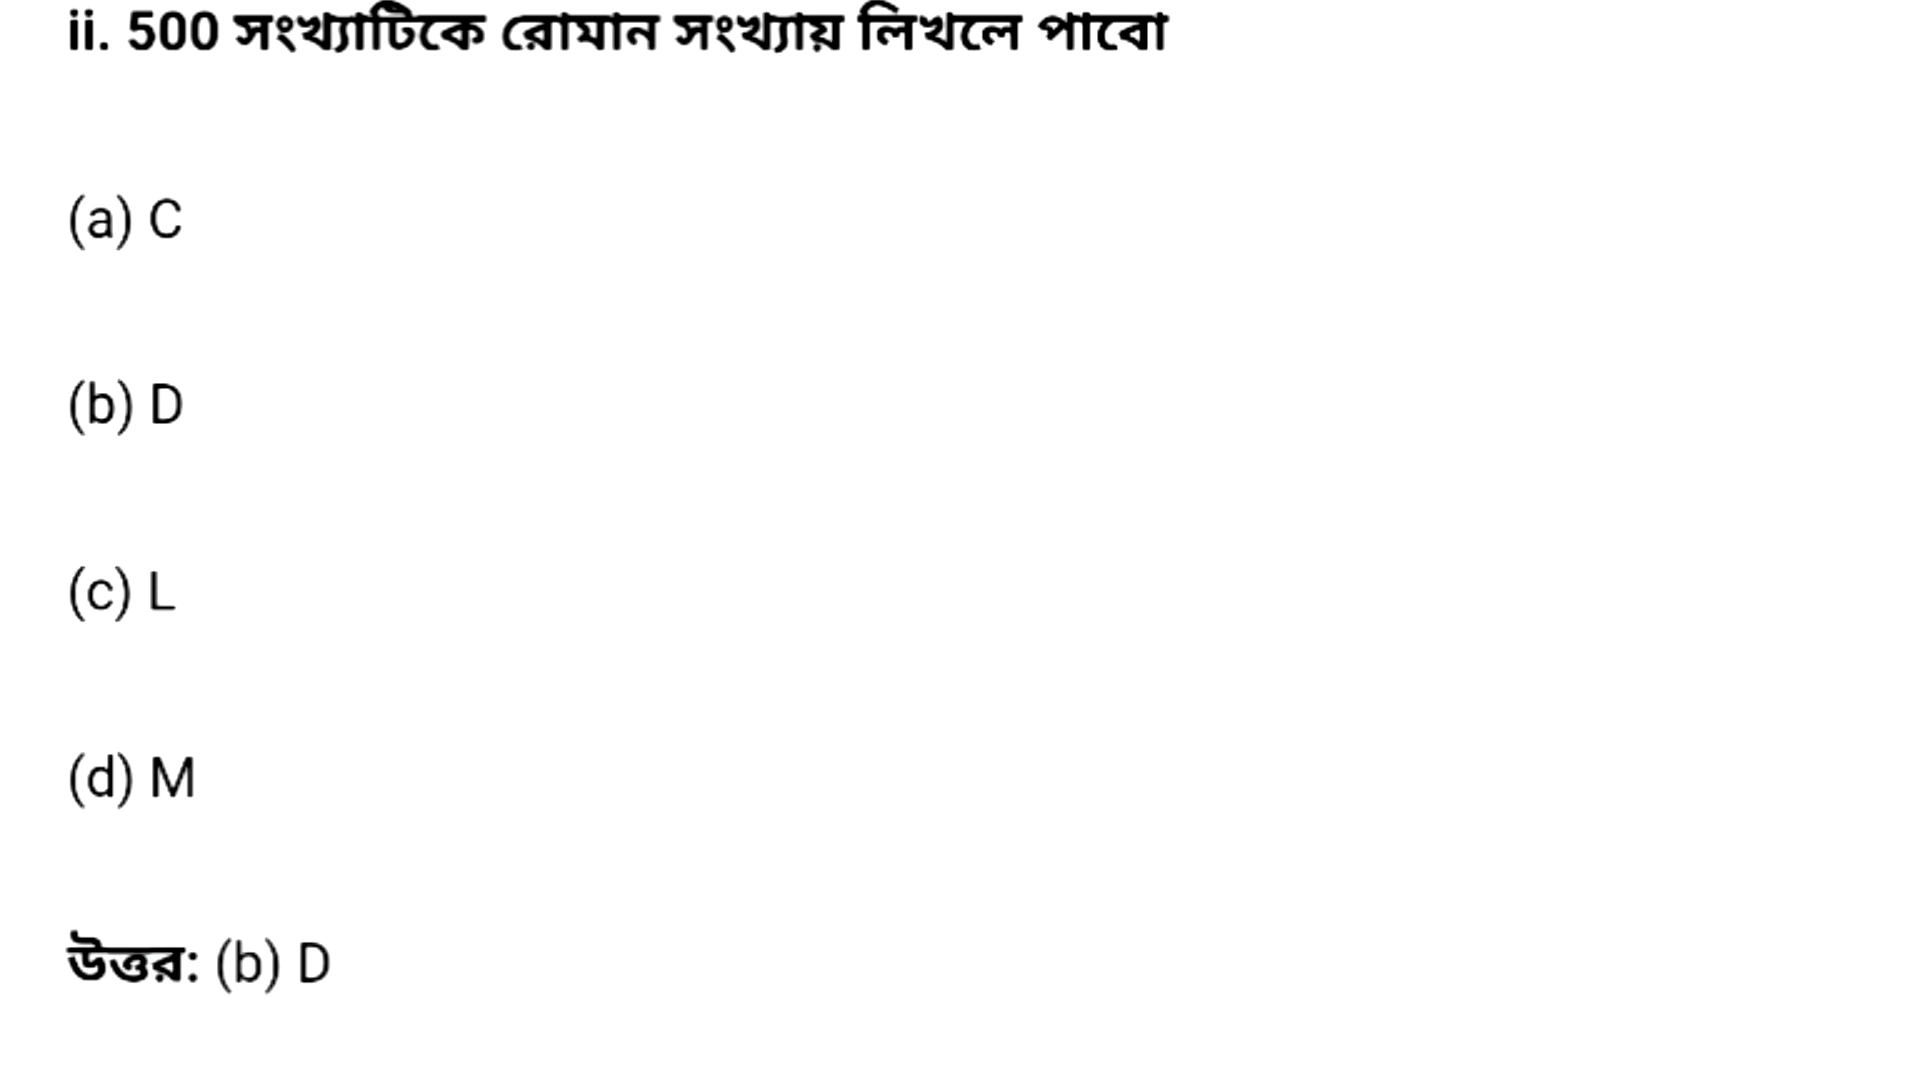 ii. 500 সংখ্যাটিকে রোমান সংখ্যায় লিখলে পাবো
(a) C
(b) D
(c) L
(d) M
উত্তর: (b) D